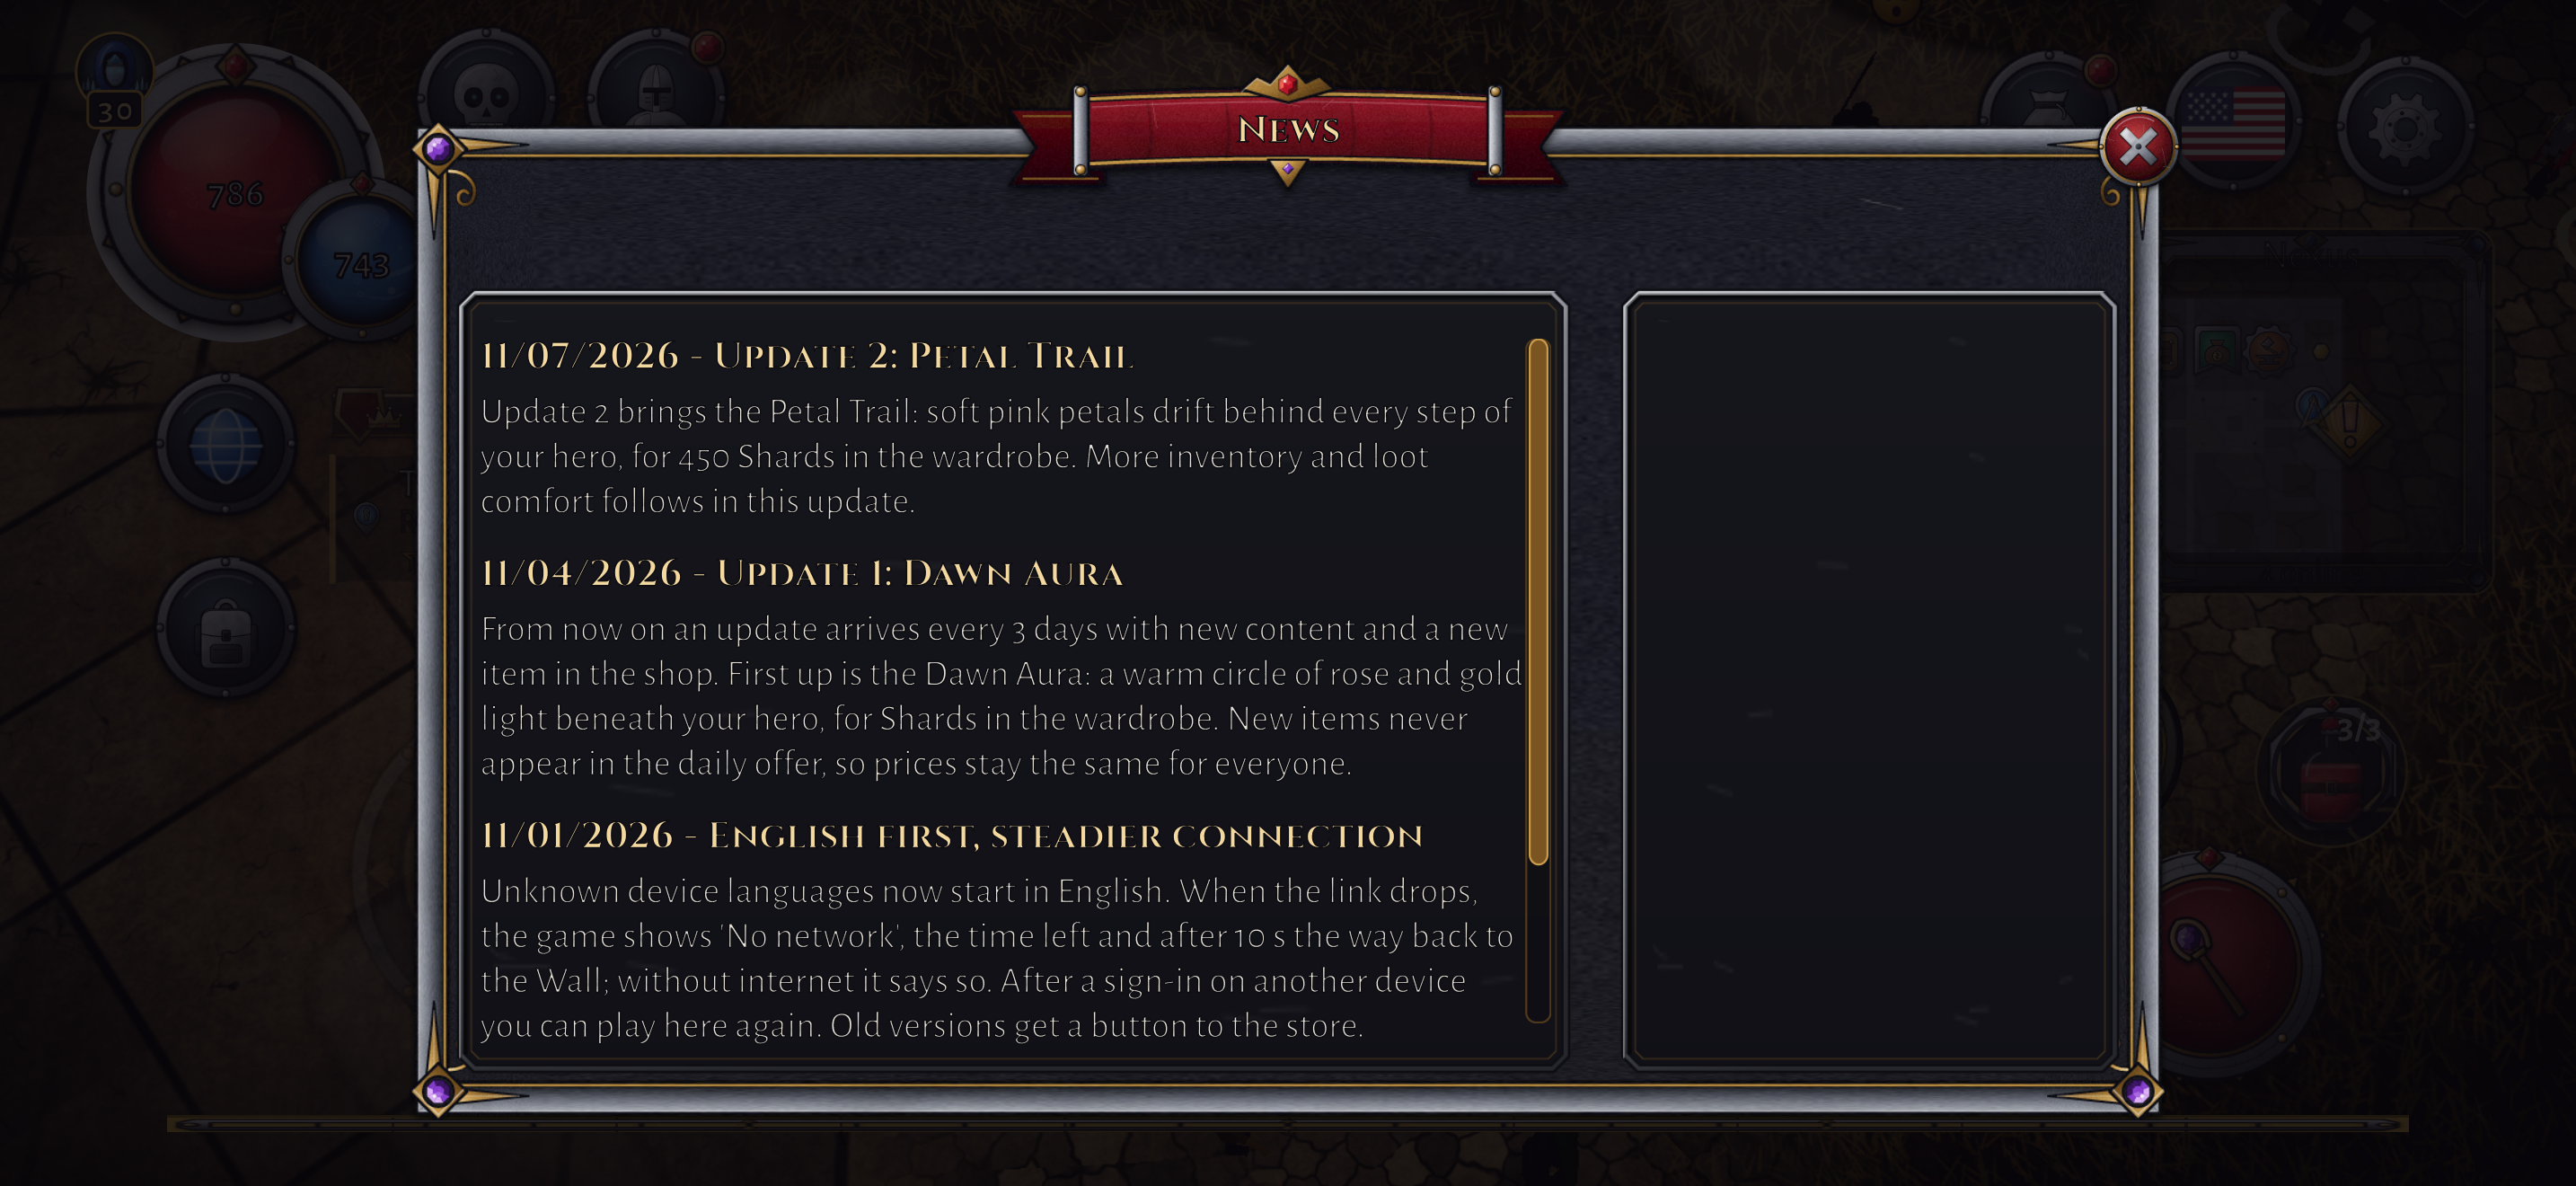 30
786
743
News
11/07/2026 - Update 2: Petal Trail
Update 2 brings the Petal Trail: soft pink petals drift behind every step of
your hero, for 450 Shards in the wardrobe. More inventory and loot
comfort follows in this update.
11/04/2026 - Update 1: Dawn Aura
From now on an update arrives every 3 days with new content and a new
item in the shop. First up is the Dawn Aura: a warm circle of rose and gold
light beneath your hero, for Shards in the wardrobe. New items never
appear in the daily offer, so prices stay the same for everyone.
11/01/2026 - English first, steadier connection
Unknown device languages now start in English. When the link drops,
the game shows 'No network', the time left and after 10 s the way back to
the Wall; without internet it says so. After a sign-in on another device
you can play here again. Old versions get a button to the store.
3/3